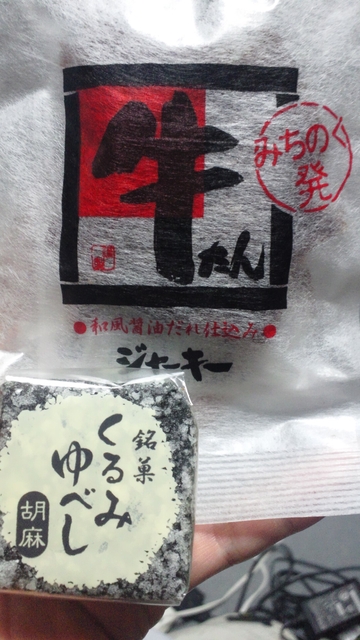 牛たん
みちのく
発
●和風醤油だれ仕込み●
ジャーキー
銘菓
くるみ
ゆべし
胡麻